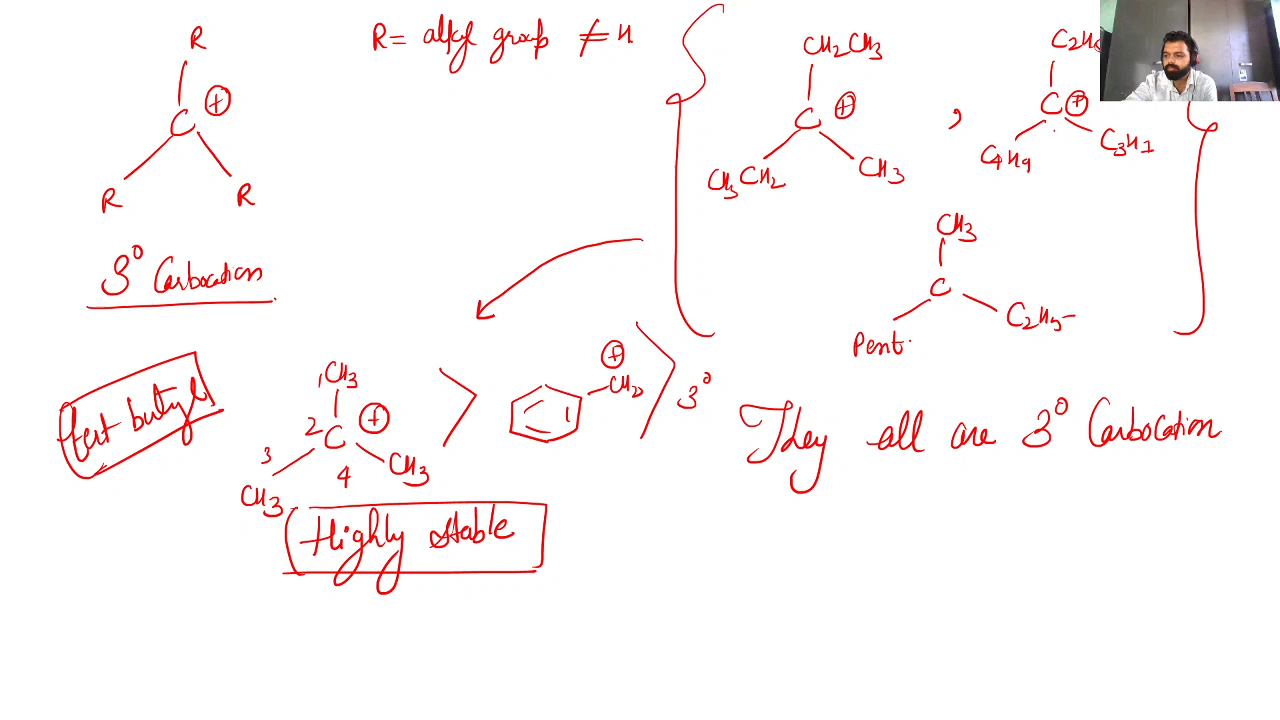 R
C ⊕
R R
3° Carbocation
R = alkyl group ≠ H
CH2CH3
C ⊕
CH3CH2 CH3
,
C ⊕
C4H9 C3H7
CH3
C
Pent. C2H5
tert butyl
1 CH3
2 C ⊕
3 4
CH3 CH3
>
⊕
CH2
> 3°
Highly stable
They all are 3° Carbocation